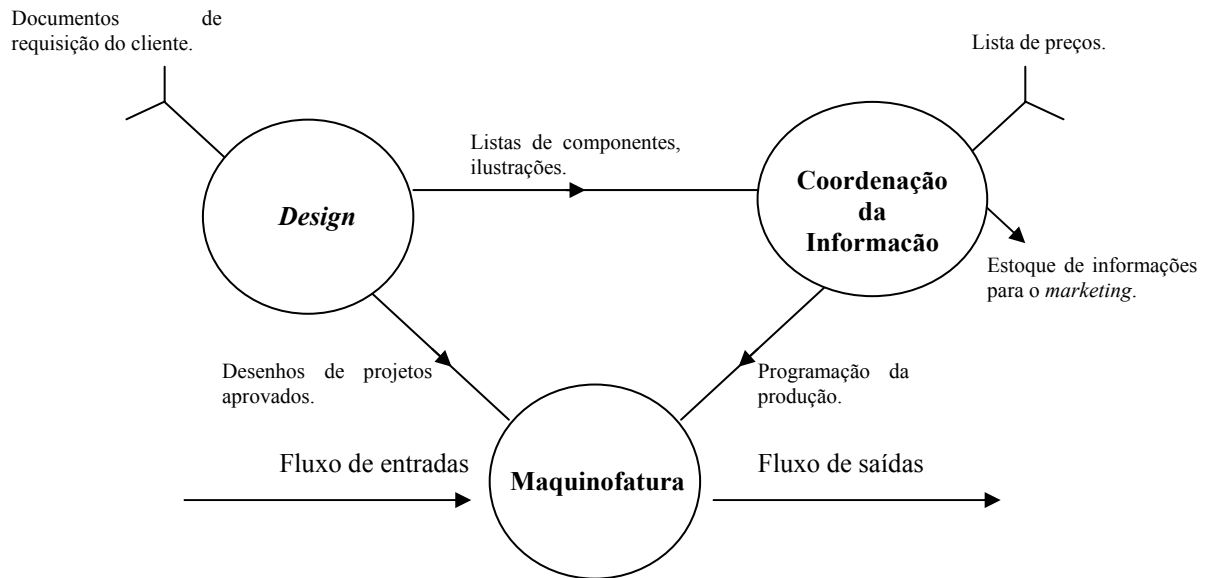 Documentos de
requisição do cliente.
Lista de preços.
Listas de componentes,
ilustrações.
Design
Coordenação
da
Informacão
Estoque de informações
para o marketing.
Desenhos de projetos
aprovados.
Programação da
produção.
Fluxo de entradas
Maquinofatura
Fluxo de saídas